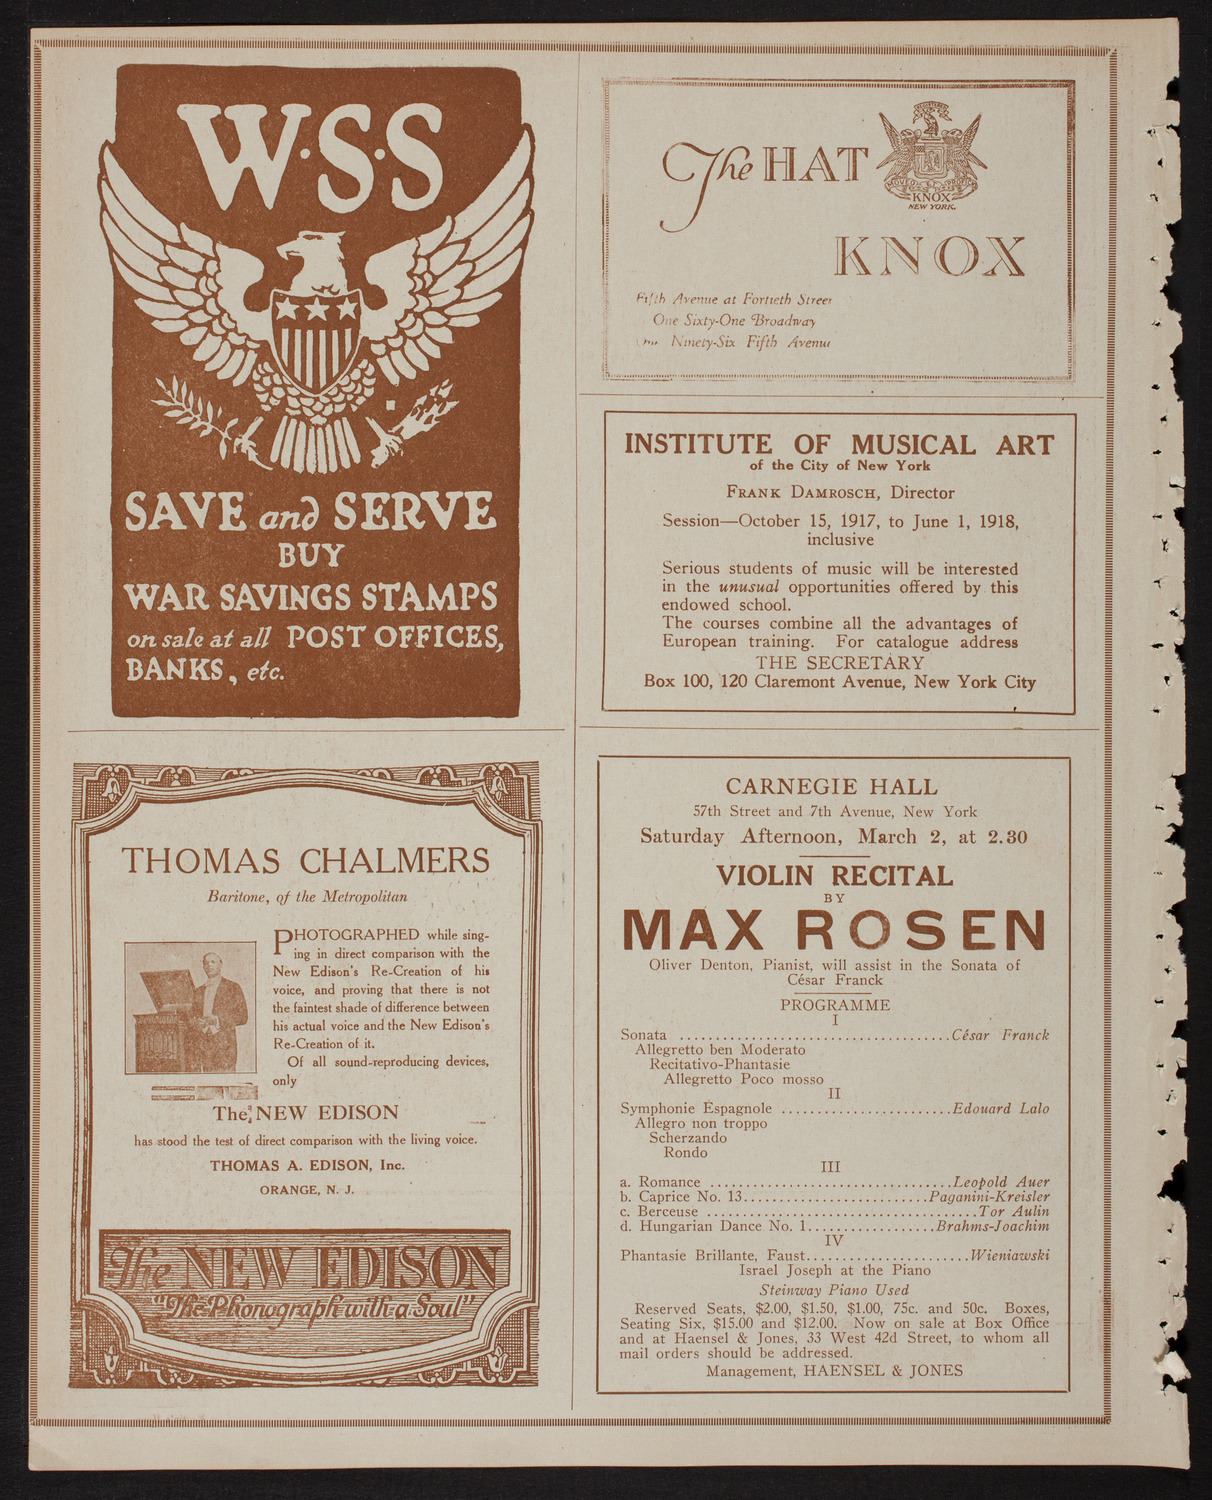 W·S·S
SAVE and SERVE
BUY
WAR SAVINGS STAMPS
on sale at all POST OFFICES,
BANKS, etc.
The HAT
KNOX
NEW YORK.
KNOX
Fifth Avenue at Fortieth Street
One Sixty-One Broadway
One Ninety-Six Fifth Avenue
INSTITUTE OF MUSICAL ART
of the City of New York
FRANK DAMROSCH, Director
Session—October 15, 1917, to June 1, 1918,
inclusive
Serious students of music will be interested
in the unusual opportunities offered by this
endowed school.
The courses combine all the advantages of
European training. For catalogue address
THE SECRETARY
Box 100, 120 Claremont Avenue, New York City
THOMAS CHALMERS
Baritone, of the Metropolitan
PHOTOGRAPHED while sing-
ing in direct comparison with the
New Edison's Re-Creation of his
voice, and proving that there is not
the faintest shade of difference between
his actual voice and the New Edison's
Re-Creation of it.
Of all sound-reproducing devices,
only
The NEW EDISON
has stood the test of direct comparison with the living voice.
THOMAS A. EDISON, Inc.
ORANGE, N. J.
The NEW EDISON
"The Phonograph with a Soul"
CARNEGIE HALL
57th Street and 7th Avenue, New York
Saturday Afternoon, March 2, at 2.30
VIOLIN RECITAL
BY
MAX ROSEN
Oliver Denton, Pianist, will assist in the Sonata of
César Franck
PROGRAMME
I
Sonata ......................................César Franck
Allegretto ben Moderato
Recitativo-Phantasie
Allegretto Poco mosso
II
Symphonie Espagnole ........................Edouard Lalo
Allegro non troppo
Scherzando
Rondo
III
a. Romance ..................................Leopold Auer
b. Caprice No. 13..........................Paganini-Kreisler
c. Berceuse ......................................Tor Aulin
d. Hungarian Dance No. 1..................Brahms-Joachim
IV
Phantasie Brillante, Faust.......................Wieniawski
Israel Joseph at the Piano
Steinway Piano Used
Reserved Seats, $2.00, $1.50, $1.00, 75c. and 50c. Boxes,
Seating Six, $15.00 and $12.00. Now on sale at Box Office
and at Haensel & Jones, 33 West 42d Street, to whom all
mail orders should be addressed.
Management, HAENSEL & JONES